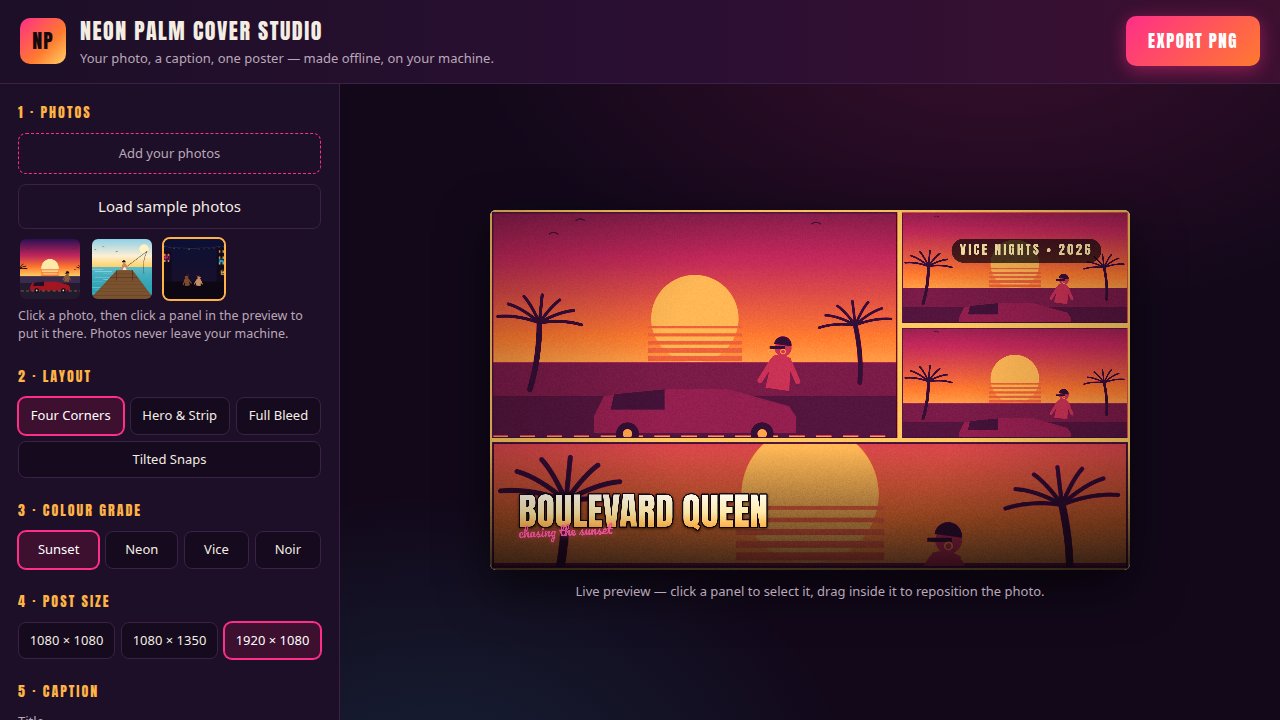 NP
NEON PALM COVER STUDIO
Your photo, a caption, one poster — made offline, on your machine.
EXPORT PNG
1 · PHOTOS
Add your photos
Load sample photos
Click a photo, then click a panel in the preview to
put it there. Photos never leave your machine.
2 · LAYOUT
Four Corners
Hero & Strip
Full Bleed
Tilted Snaps
3 · COLOUR GRADE
Sunset
Neon
Vice
Noir
4 · POST SIZE
1080 × 1080
1080 × 1350
1920 × 1080
5 · CAPTION
Title
VICE NIGHTS • 2026
BOULEVARD QUEEN
chasing the sunset
Live preview — click a panel to select it, drag inside it to reposition the photo.